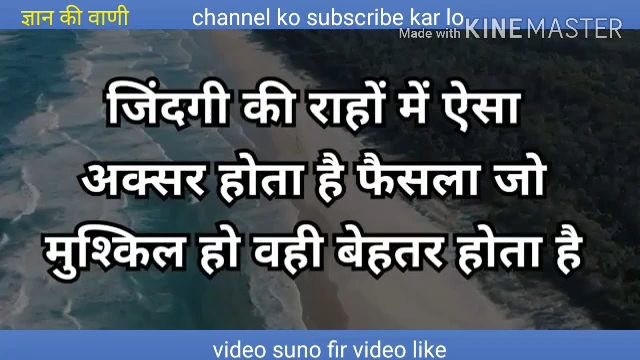 ज्ञान की वाणी channel ko subscribe kar lo
Made with KINEMASTER
जिंदगी की राहों में ऐसा
अक्सर होता है फैसला जो
मुश्किल हो वही बेहतर होता है
video suno fir video like